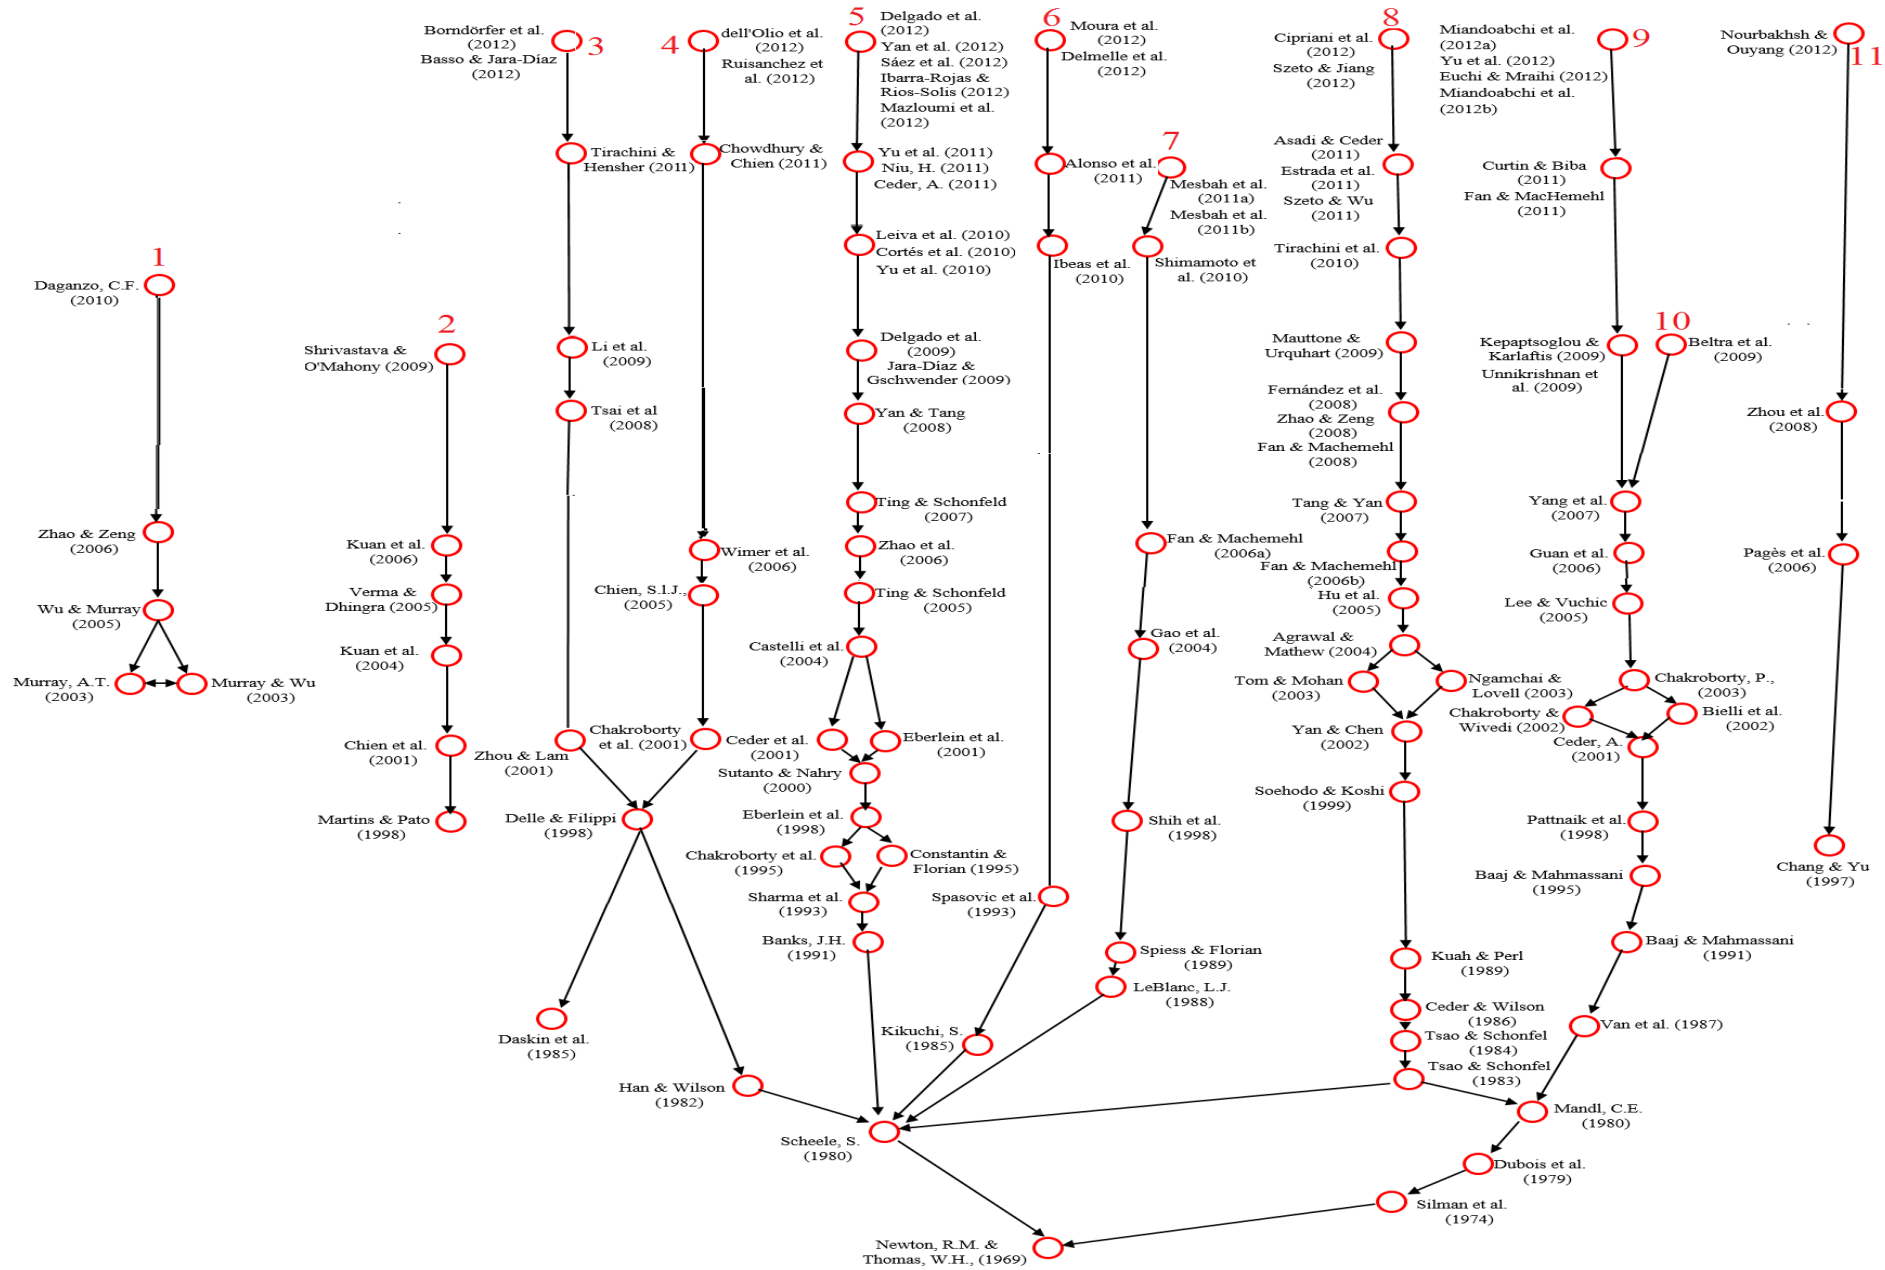 1
Daganzo, C.F.
(2010)
Zhao & Zeng
(2006)
Wu & Murray
(2005)
Murray, A.T.
(2003)
Murray & Wu
(2003)
2
Shrivastava &
O'Mahony (2009)
Kuan et al.
(2006)
Verma &
Dhingra (2005)
Kuan et al.
(2004)
Chien et al.
(2001)
Martins & Pato
(1998)
3
Borndörfer et al.
(2012)
Basso & Jara-Díaz
(2012)
Tirachini &
Hensher (2011)
Li et al.
(2009)
Tsai et al
(2008)
Zhou & Lam
(2001)
Delle & Filippi
(1998)
Daskin et al.
(1985)
Han & Wilson
(1982)
4
dell'Olio et al.
(2012)
Ruisanchez et
al. (2012)
Chowdhury &
Chien (2011)
Wimer et al.
(2006)
Chien, S.I.J.,
(2005)
Chakroborty
et al. (2001)
5
Delgado et al.
(2012)
Yan et al. (2012)
Sáez et al. (2012)
Ibarra-Rojas &
Rios-Solis (2012)
Mazloumi et al.
(2012)
Yu et al. (2011)
Niu, H. (2011)
Ceder, A. (2011)
Leiva et al. (2010)
Cortés et al. (2010)
Yu et al. (2010)
Delgado et al.
(2009)
Jara-Díaz &
Gschwender (2009)
Yan & Tang
(2008)
Ting & Schonfeld
(2007)
Zhao et al.
(2006)
Ting & Schonfeld
(2005)
Castelli et al.
(2004)
Ceder et al.
(2001)
Eberlein et al.
(2001)
Sutanto & Nahry
(2000)
Eberlein et al.
(1998)
Chakroborty et al.
(1995)
Constantin &
Florian (1995)
Sharma et al.
(1993)
Banks, J.H.
(1991)
Scheele, S.
(1980)
Newton, R.M. &
Thomas, W.H., (1969)
6
Moura et al.
(2012)
Delmelle et al.
(2012)
Alonso et al.
(2011)
Ibeas et al.
(2010)
Spasovic et al.
(1993)
Kikuchi, S.
(1985)
7
Mesbah et al.
(2011a)
Mesbah et al.
(2011b)
Shimamoto et
al. (2010)
Fan & Machemehl
(2006a)
Gao et al.
(2004)
Shih et al.
(1998)
Spiess & Florian
(1989)
LeBlanc, L.J.
(1988)
8
Cipriani et al.
(2012)
Szeto & Jiang
(2012)
Asadi & Ceder
(2011)
Estrada et al.
(2011)
Szeto & Wu
(2011)
Tirachini et al.
(2010)
Mauttone &
Urquhart (2009)
Fernández et al.
(2008)
Zhao & Zeng
(2008)
Fan & Machemehl
(2008)
Tang & Yan
(2007)
Fan & Machemehl
(2006b)
Hu et al.
(2005)
Agrawal &
Mathew (2004)
Tom & Mohan
(2003)
Ngamchai &
Lovell (2003)
Yan & Chen
(2002)
Soehodo & Koshi
(1999)
Kuah & Perl
(1989)
Ceder & Wilson
(1986)
Tsao & Schonfel
(1984)
Tsao & Schonfel
(1983)
9
Miandoabchi et al.
(2012a)
Yu et al. (2012)
Euchi & Mraihi (2012)
Miandoabchi et al.
(2012b)
Curtin & Biba
(2011)
Fan & MacHemehl
(2011)
Kepaptsoglou &
Karlaftis (2009)
Unnikrishnan et
al. (2009)
10
Beltra et al.
(2009)
Yang et al.
(2007)
Guan et al.
(2006)
Lee & Vuchic
(2005)
Chakroborty, P.,
(2003)
Chakroborty &
Wivedi (2002)
Bielli et al.
(2002)
Ceder, A.
(2001)
Pattnaik et al.
(1998)
Baaj & Mahmassani
(1995)
Baaj & Mahmassani
(1991)
Van et al. (1987)
Mandl, C.E.
(1980)
Dubois et al.
(1979)
Silman et al.
(1974)
11
Nourbakhsh &
Ouyang (2012)
Zhou et al.
(2008)
Pagès et al.
(2006)
Chang & Yu
(1997)